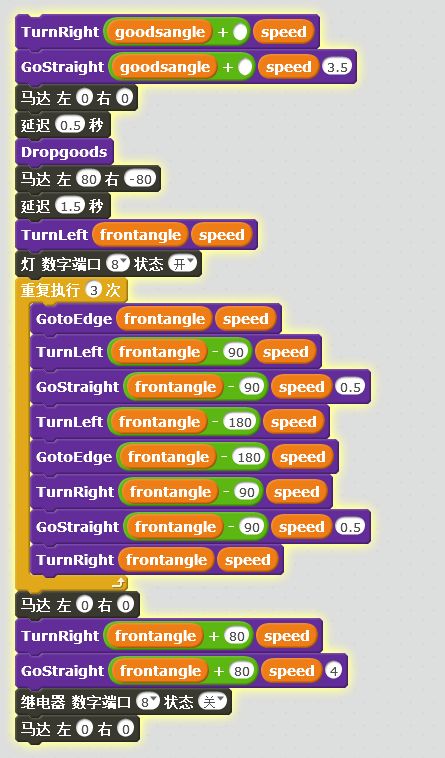 TurnRight goodsangle + speed
GoStraight goodsangle + speed 3.5
马达 左 0 右 0
延迟 0.5 秒
Dropgoods
马达 左 80 右 -80
延迟 1.5 秒
TurnLeft frontangle speed
灯 数字端口 8 状态 开
重复执行 3 次
GotoEdge frontangle speed
TurnLeft frontangle - 90 speed
GoStraight frontangle - 90 speed 0.5
TurnLeft frontangle - 180 speed
GotoEdge frontangle - 180 speed
TurnRight frontangle - 90 speed
GoStraight frontangle - 90 speed 0.5
TurnRight frontangle speed
马达 左 0 右 0
TurnRight frontangle + 80 speed
GoStraight frontangle + 80 speed 4
继电器 数字端口 8 状态 关
马达 左 0 右 0